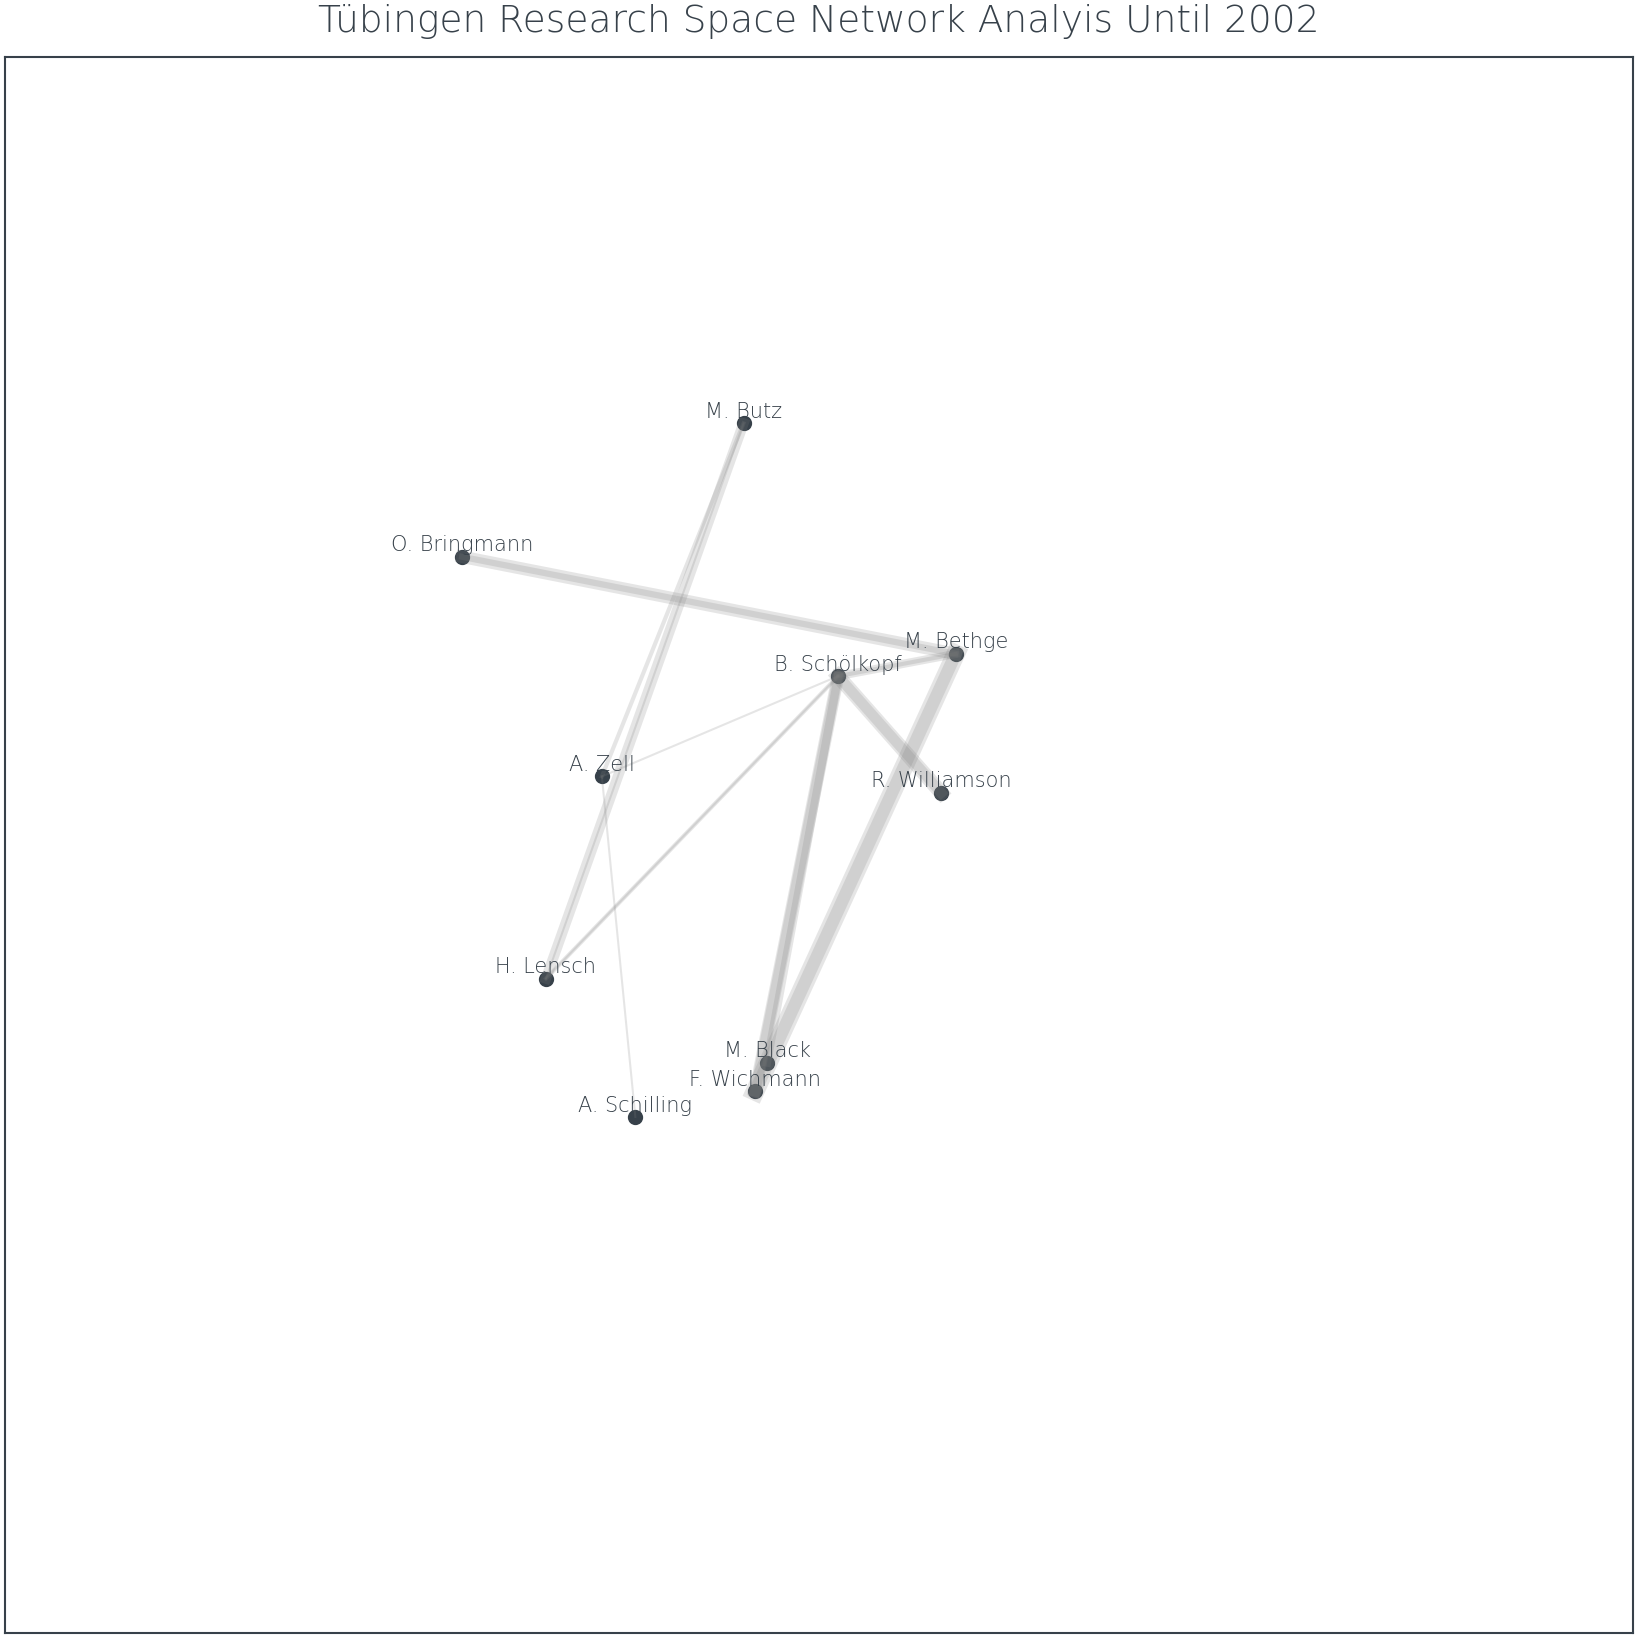 Tübingen Research Space Network Analyis Until 2002
M. Butz
O. Bringmann
M. Bethge
B. Schölkopf
A. Zell
R. Williamson
H. Lensch
M. Black
F. Wichmann
A. Schilling